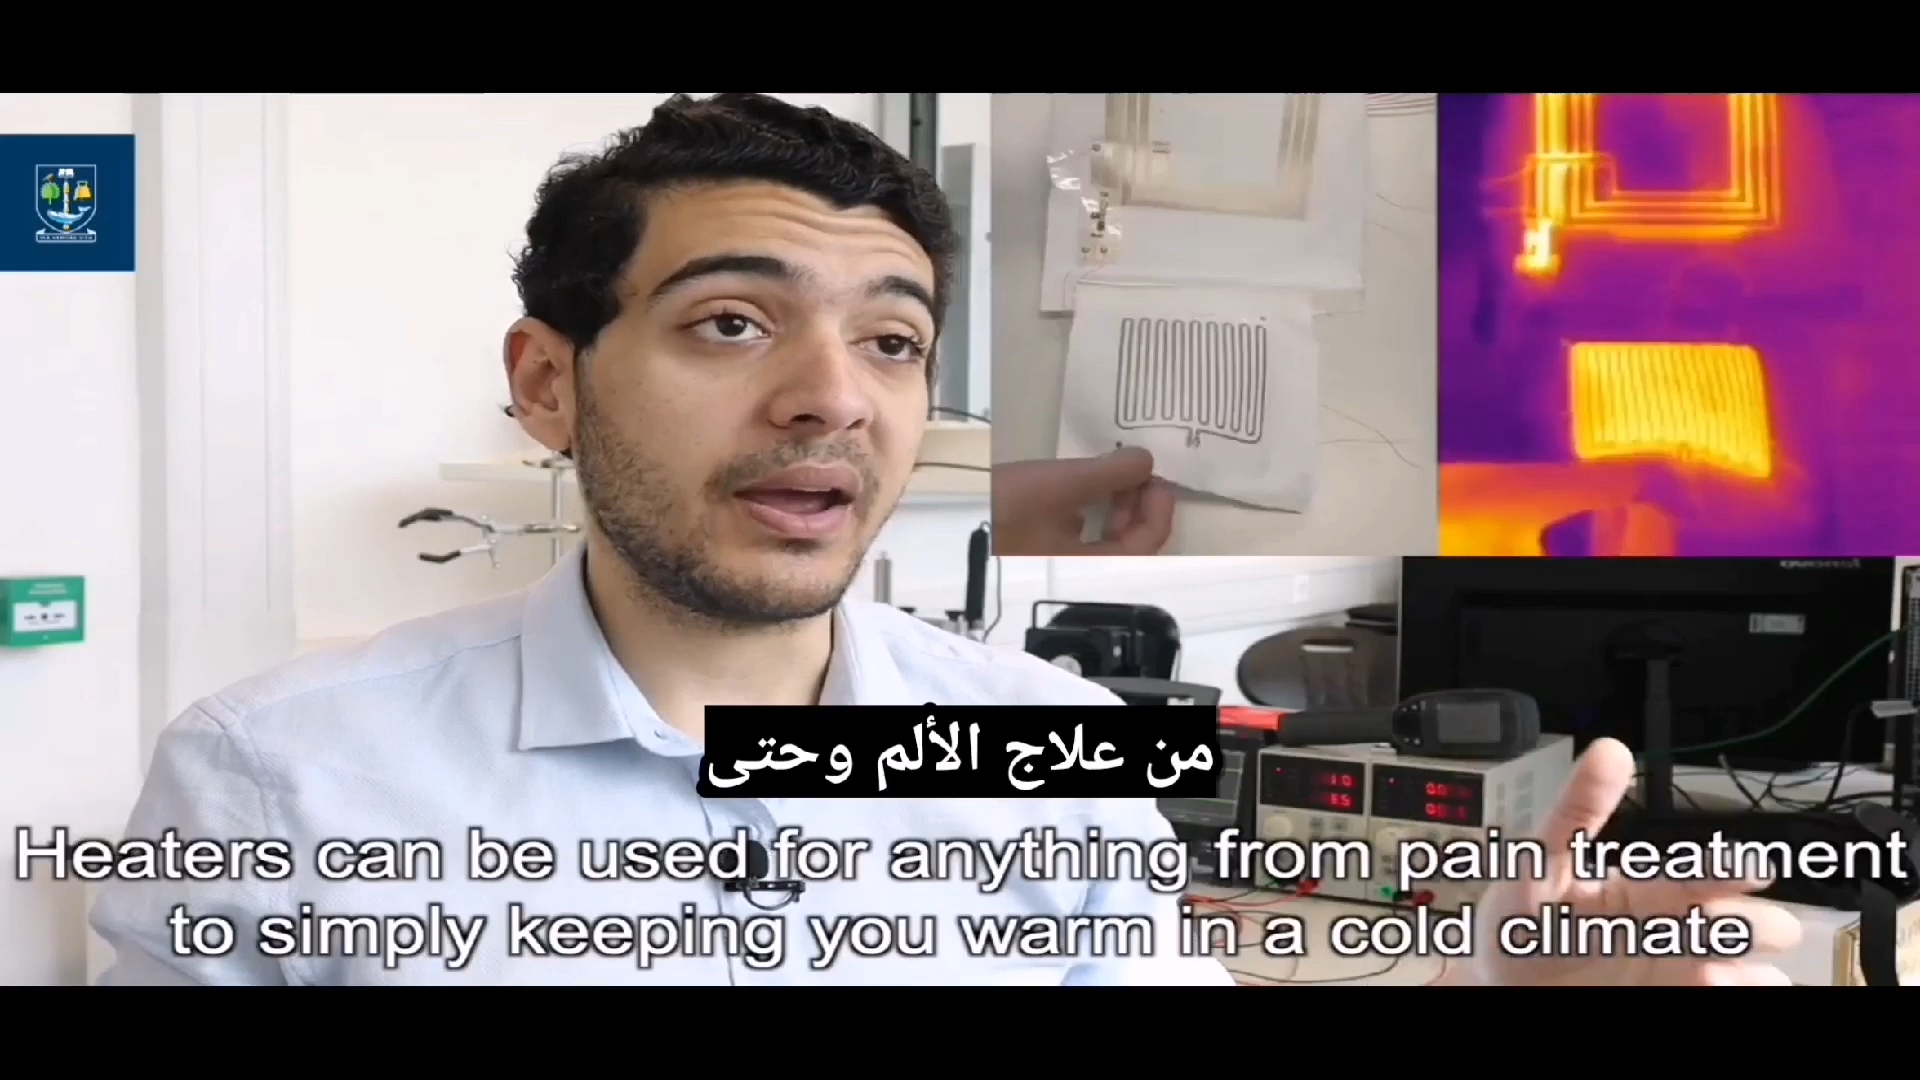 من علاج الألم وحتى
Heaters can be used for anything from pain treatment
to simply keeping you warm in a cold climate